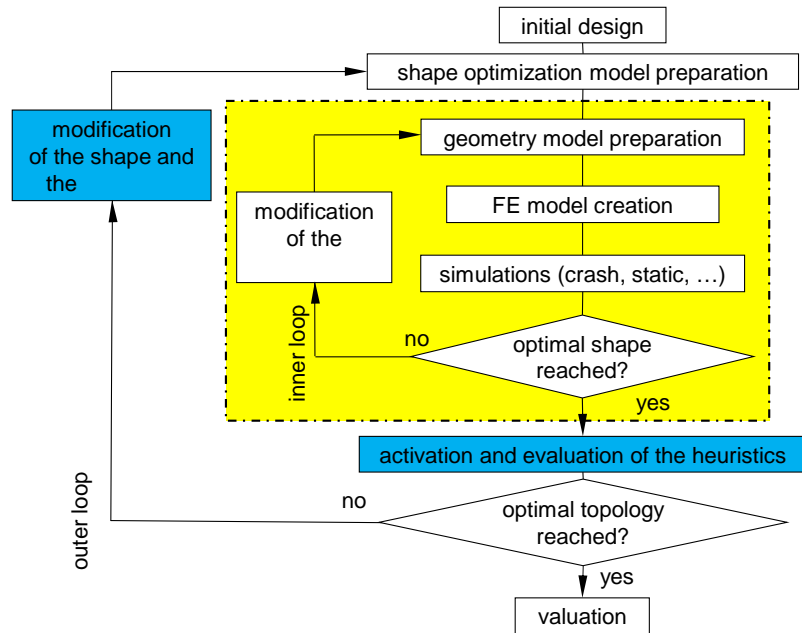 initial design
shape optimization model preparation
modification
of the shape and
the
geometry model preparation
modification
of the
FE model creation
simulations (crash, static, …)
inner loop
no
optimal shape
reached?
yes
activation and evaluation of the heuristics
outer loop
no
optimal topology
reached?
yes
valuation